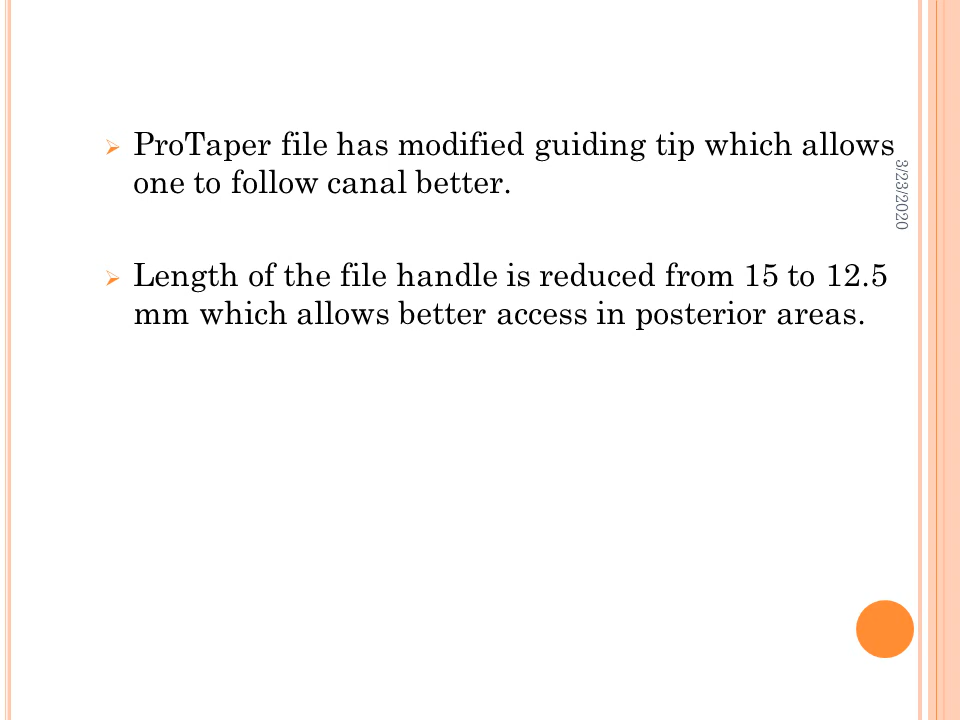 ProTaper file has modified guiding tip which allows
one to follow canal better.
Length of the file handle is reduced from 15 to 12.5
mm which allows better access in posterior areas.
3/23/2020